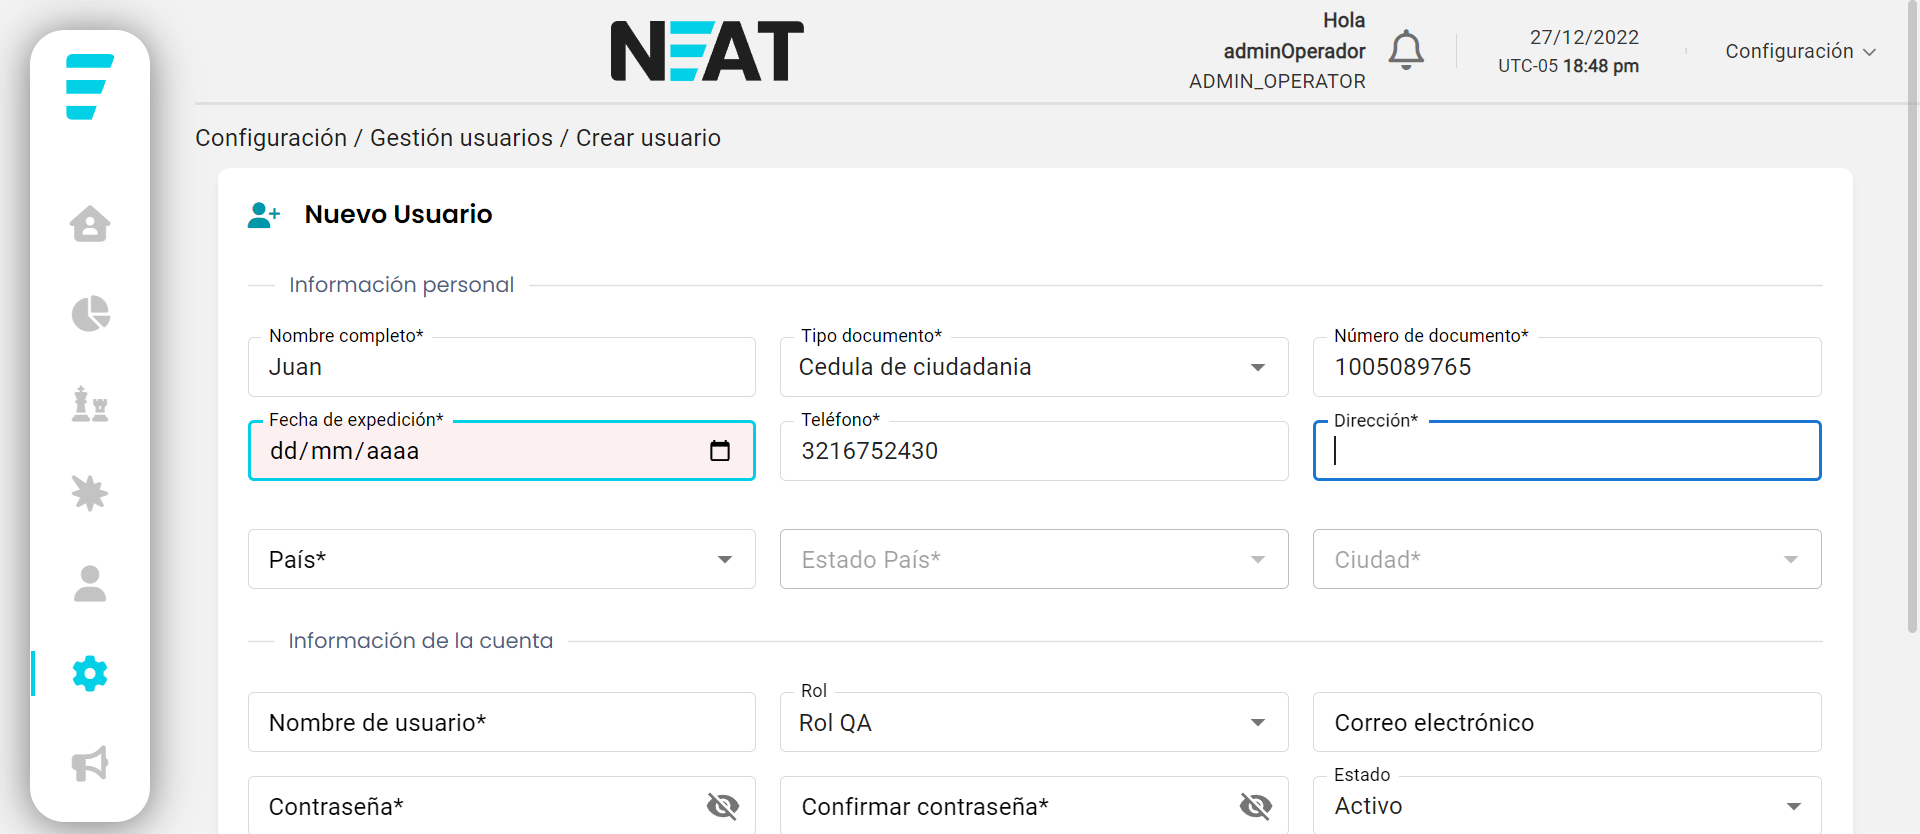 NEAT
Hola
adminOperador
ADMIN_OPERATOR
27/12/2022
UTC-05 18:48 pm
Configuración
Configuración / Gestión usuarios / Crear usuario
Nuevo Usuario
Información personal
Nombre completo*
Juan
Tipo documento*
Cedula de ciudadania
Número de documento*
1005089765
Fecha de expedición*
dd/mm/aaaa
Teléfono*
3216752430
Dirección*
País*
Estado País*
Ciudad*
Información de la cuenta
Nombre de usuario*
Rol
Rol QA
Correo electrónico
Contraseña*
Confirmar contraseña*
Estado
Activo